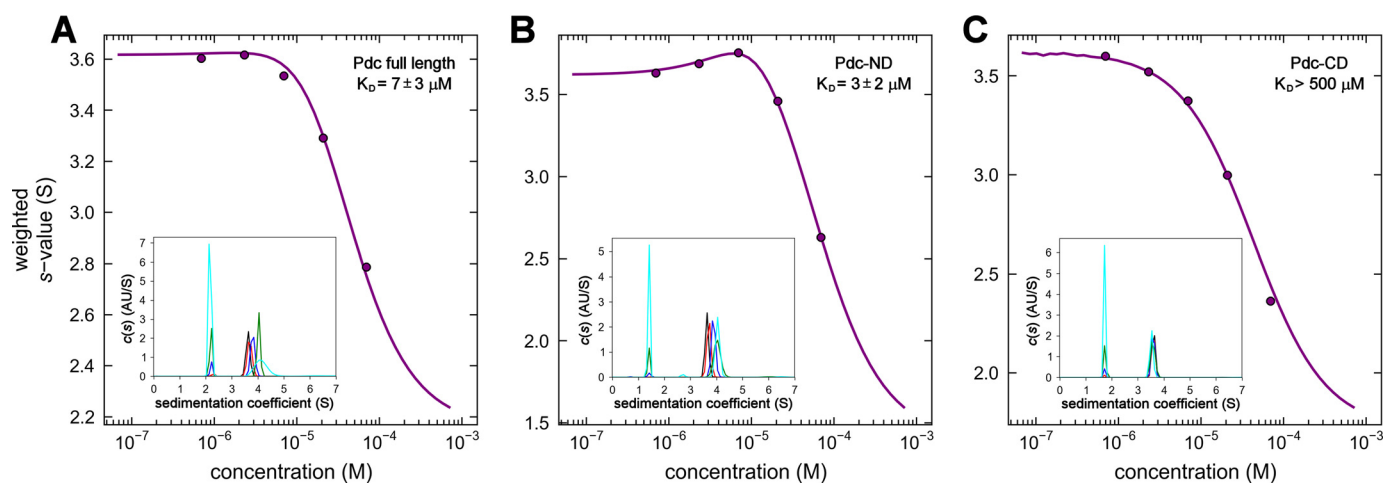 A
Pdc full length
K_D = 7 ± 3 μM
weighted
s-value (S)
3.6
3.4
3.2
3.0
2.8
2.6
2.4
2.2
c(s) (AU/S)
7
6
5
4
3
2
1
0
0 1 2 3 4 5 6 7
sedimentation coefficient (S)
10⁻⁷ 10⁻⁶ 10⁻⁵ 10⁻⁴ 10⁻³
concentration (M)
B
Pdc-ND
K_D = 3 ± 2 μM
3.5
3.0
2.5
2.0
1.5
c(s) (AU/S)
5
4
3
2
1
0
0 1 2 3 4 5 6 7
sedimentation coefficient (S)
10⁻⁷ 10⁻⁶ 10⁻⁵ 10⁻⁴ 10⁻³
concentration (M)
C
Pdc-CD
K_D > 500 μM
3.5
3.0
2.5
2.0
c(s) (AU/S)
6
5
4
3
2
1
0
0 1 2 3 4 5 6 7
sedimentation coefficient (S)
10⁻⁷ 10⁻⁶ 10⁻⁵ 10⁻⁴ 10⁻³
concentration (M)